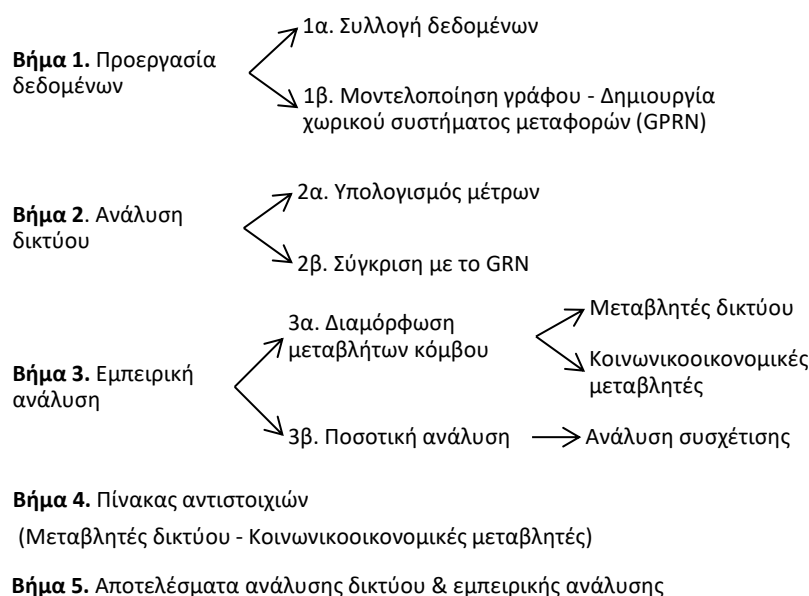 1α. Συλλογή δεδομένων
Βήμα 1. Προεργασία
δεδομένων
1β. Μοντελοποίηση γράφου - Δημιουργία
χωρικού συστήματος μεταφορών (GPRN)
2α. Υπολογισμός μέτρων
Βήμα 2. Ανάλυση
δικτύου
2β. Σύγκριση με το GRN
3α. Διαμόρφωση
μεταβλήτων κόμβου
Μεταβλητές δικτύου
Κοινωνικοοικονομικές
μεταβλητές
Βήμα 3. Εμπειρική
ανάλυση
3β. Ποσοτική ανάλυση
Ανάλυση συσχέτισης
Βήμα 4. Πίνακας αντιστοιχιών
(Μεταβλητές δικτύου - Κοινωνικοοικονομικές μεταβλητές)
Βήμα 5. Αποτελέσματα ανάλυσης δικτύου & εμπειρικής ανάλυσης